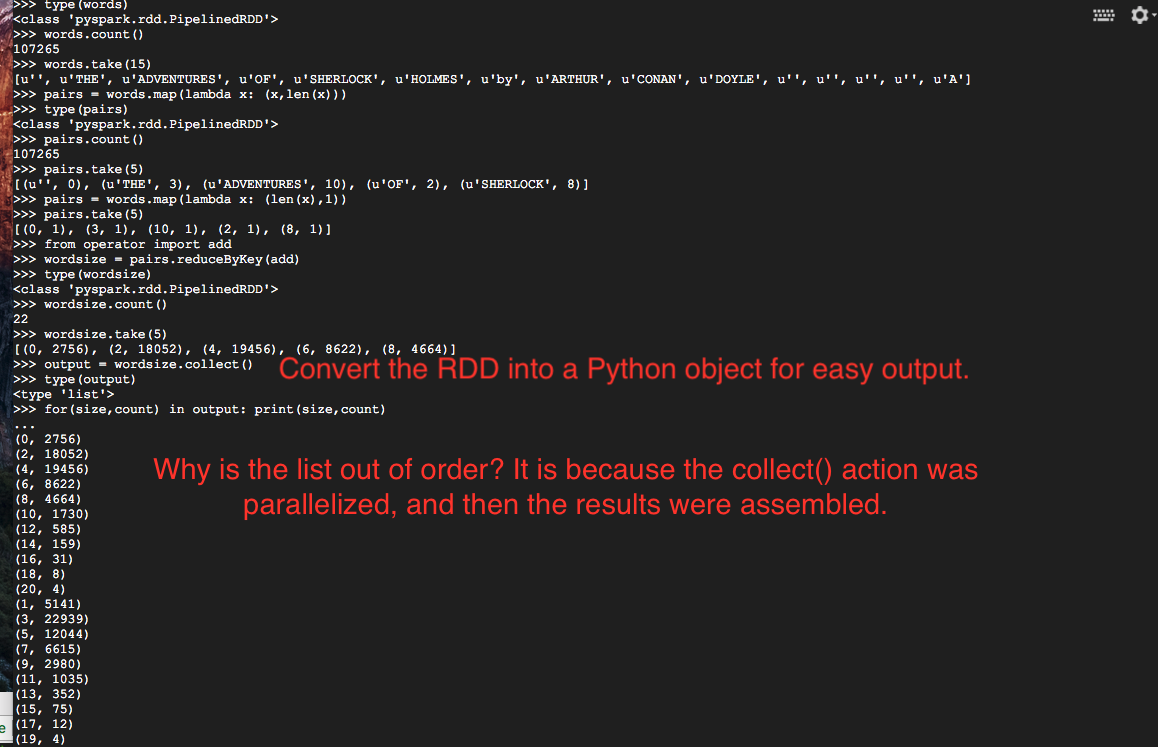 >>> type(words)
<class 'pyspark.rdd.PipelinedRDD'>
>>> words.count()
107265
>>> words.take(15)
[u'', u'THE', u'ADVENTURES', u'OF', u'SHERLOCK', u'HOLMES', u'by', u'ARTHUR', u'CONAN', u'DOYLE', u'', u'', u'', u'', u'A']
>>> pairs = words.map(lambda x: (x,len(x)))
>>> type(pairs)
<class 'pyspark.rdd.PipelinedRDD'>
>>> pairs.count()
107265
>>> pairs.take(5)
[(u'', 0), (u'THE', 3), (u'ADVENTURES', 10), (u'OF', 2), (u'SHERLOCK', 8)]
>>> pairs = words.map(lambda x: (len(x),1))
>>> pairs.take(5)
[(0, 1), (3, 1), (10, 1), (2, 1), (8, 1)]
>>> from operator import add
>>> wordsize = pairs.reduceByKey(add)
>>> type(wordsize)
<class 'pyspark.rdd.PipelinedRDD'>
>>> wordsize.count()
22
>>> wordsize.take(5)
[(0, 2756), (2, 18052), (4, 19456), (6, 8622), (8, 4664)]
>>> output = wordsize.collect()
Convert the RDD into a Python object for easy output.
>>> type(output)
<type 'list'>
>>> for(size,count) in output: print(size,count)
...
(0, 2756)
(2, 18052)
(4, 19456)
Why is the list out of order? It is because the collect() action was
(6, 8622)
(8, 4664)
parallelized, and then the results were assembled.
(10, 1730)
(12, 585)
(14, 159)
(16, 31)
(18, 8)
(20, 4)
(1, 5141)
(3, 22939)
(5, 12044)
(7, 6615)
(9, 2980)
(11, 1035)
(13, 352)
(15, 75)
(17, 12)
e
(19, 4)